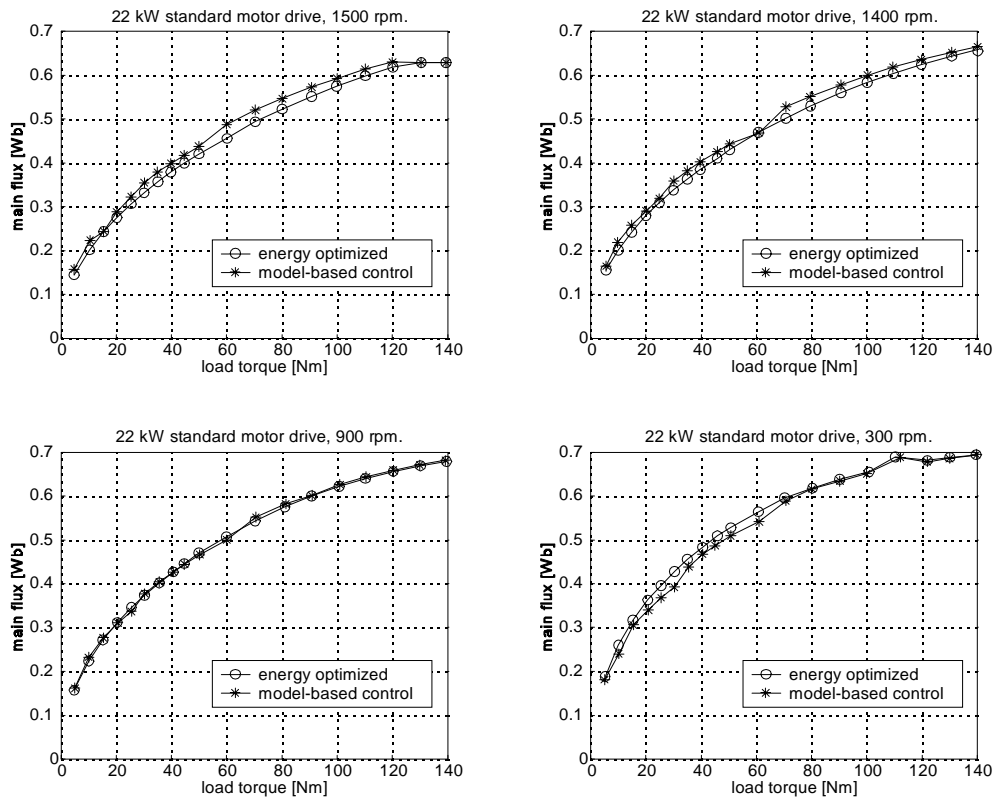 22 kW standard motor drive, 1500 rpm.
0.7
0.6
0.5
0.4
0.3
0.2
0.1
0
main flux [Wb]
energy optimized
model-based control
0 20 40 60 80 100 120 140
load torque [Nm]
22 kW standard motor drive, 1400 rpm.
0.7
0.6
0.5
0.4
0.3
0.2
0.1
0
main flux [Wb]
energy optimized
model-based control
0 20 40 60 80 100 120 140
load torque [Nm]
22 kW standard motor drive, 900 rpm.
0.7
0.6
0.5
0.4
0.3
0.2
0.1
0
main flux [Wb]
energy optimized
model-based control
0 20 40 60 80 100 120 140
load torque [Nm]
22 kW standard motor drive, 300 rpm.
0.7
0.6
0.5
0.4
0.3
0.2
0.1
0
main flux [Wb]
energy optimized
model-based control
0 20 40 60 80 100 120 140
load torque [Nm]